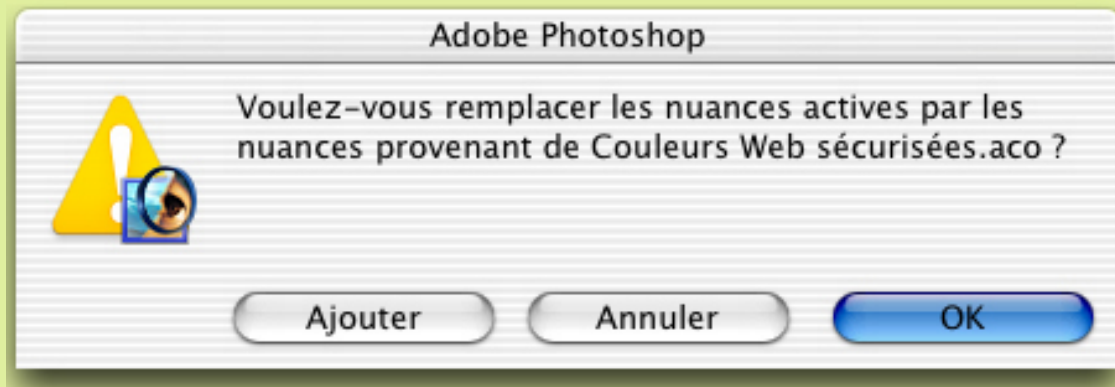 Adobe Photoshop
Voulez-vous remplacer les nuances actives par les
nuances provenant de Couleurs Web sécurisées.aco ?
Ajouter
Annuler
OK